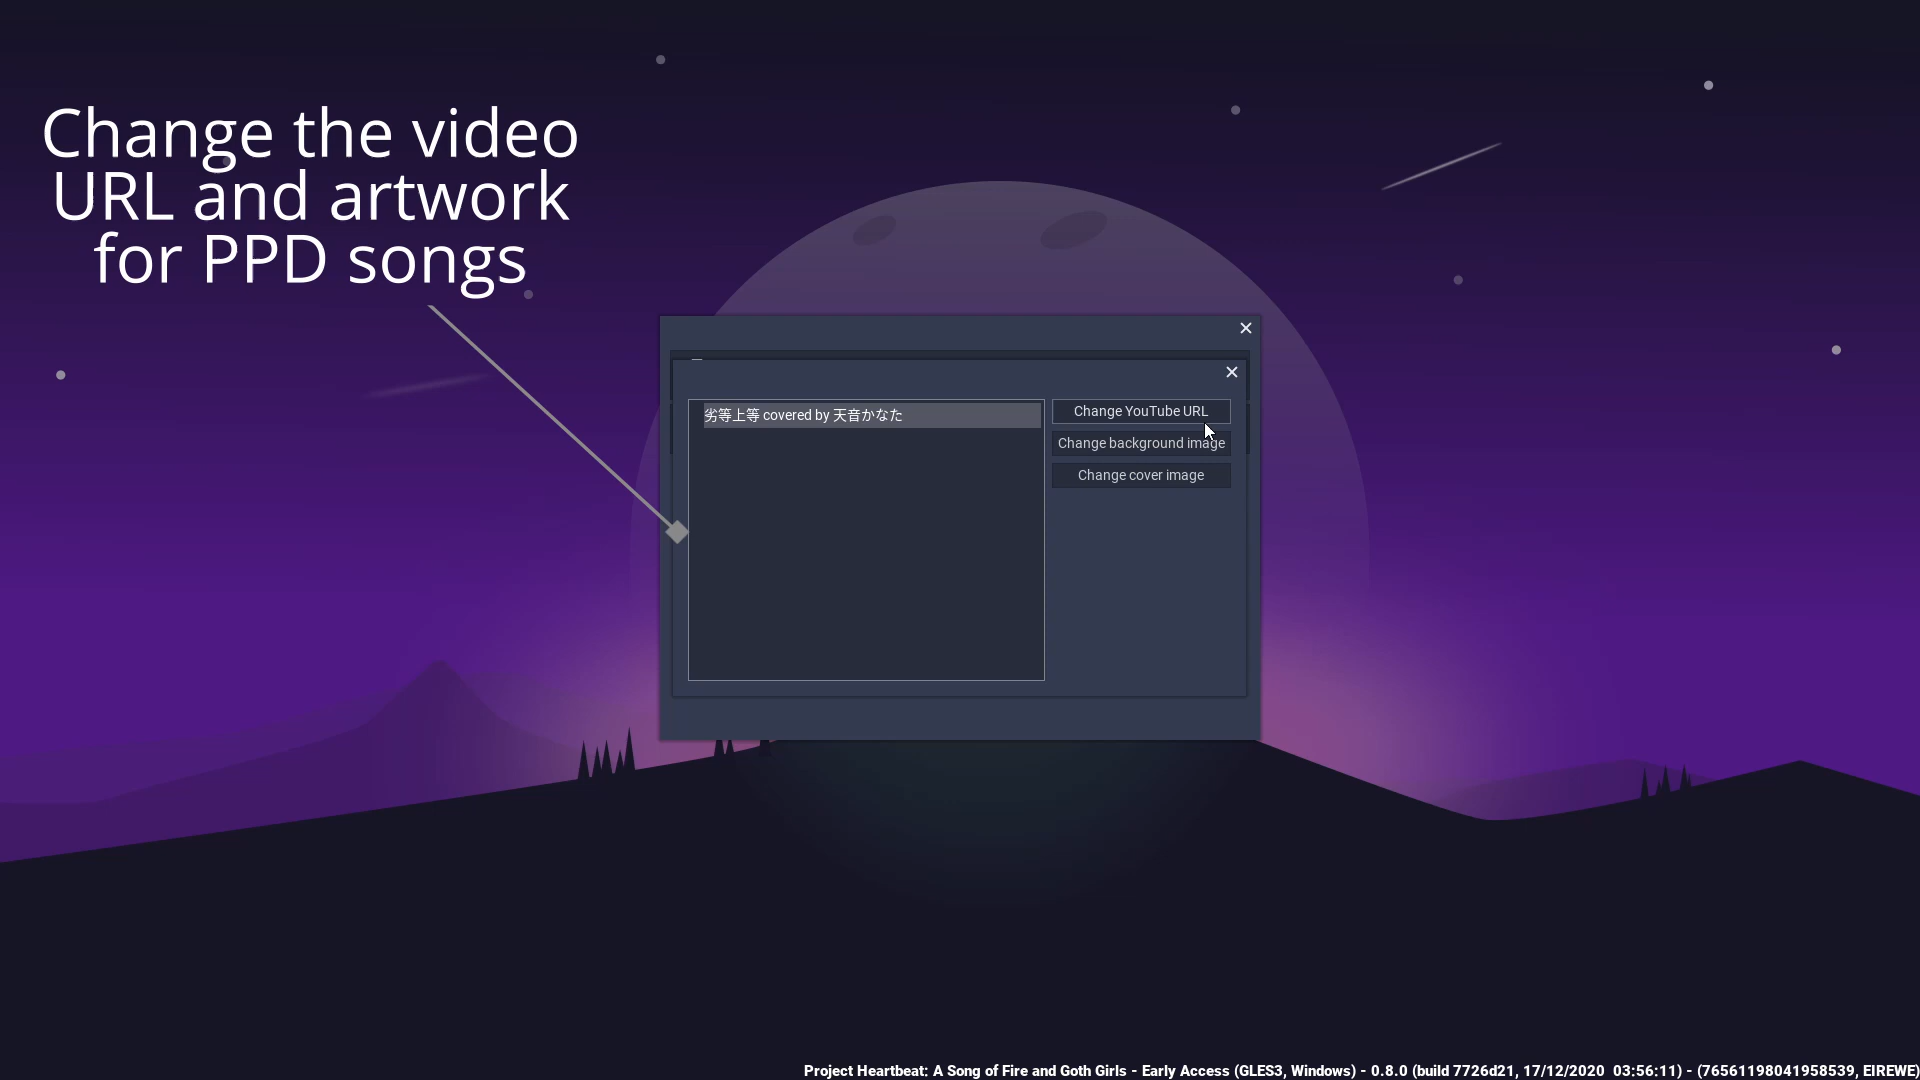 Change the video
URL and artwork
for PPD songs
劣等上等 covered by 天音かなた
Change YouTube URL
Change background image
Change cover image
Project Heartbeat: A Song of Fire and Goth Girls - Early Access (GLES3, Windows) - 0.8.0 (build 7726d21, 17/12/2020  03:56:11) - (76561198041958539, EIREWE)